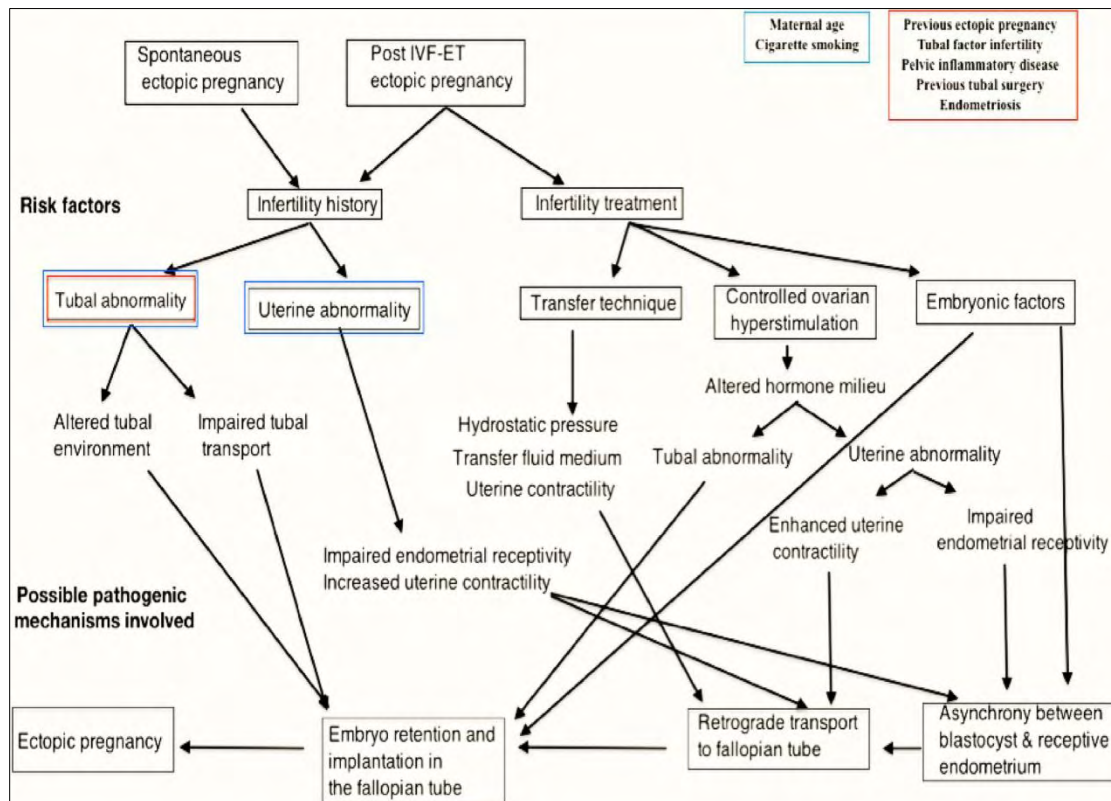 Maternal age
Cigarette smoking
Previous ectopic pregnancy
Tubal factor infertility
Pelvic inflammatory disease
Previous tubal surgery
Endometriosis
Spontaneous
ectopic pregnancy
Post IVF-ET
ectopic pregnancy
Risk factors
Infertility history
Infertility treatment
Tubal abnormality
Uterine abnormality
Transfer technique
Controlled ovarian
hyperstimulation
Embryonic factors
Altered hormone milieu
Altered tubal
environment
Impaired tubal
transport
Hydrostatic pressure
Transfer fluid medium
Uterine contractility
Tubal abnormality
Uterine abnormality
Enhanced uterine
contractility
Impaired
endometrial receptivity
Impaired endometrial receptivity
Increased uterine contractility
Possible pathogenic
mechanisms involved
Ectopic pregnancy
Embryo retention and
implantation in
the fallopian tube
Retrograde transport
to fallopian tube
Asynchrony between
blastocyst & receptive
endometrium